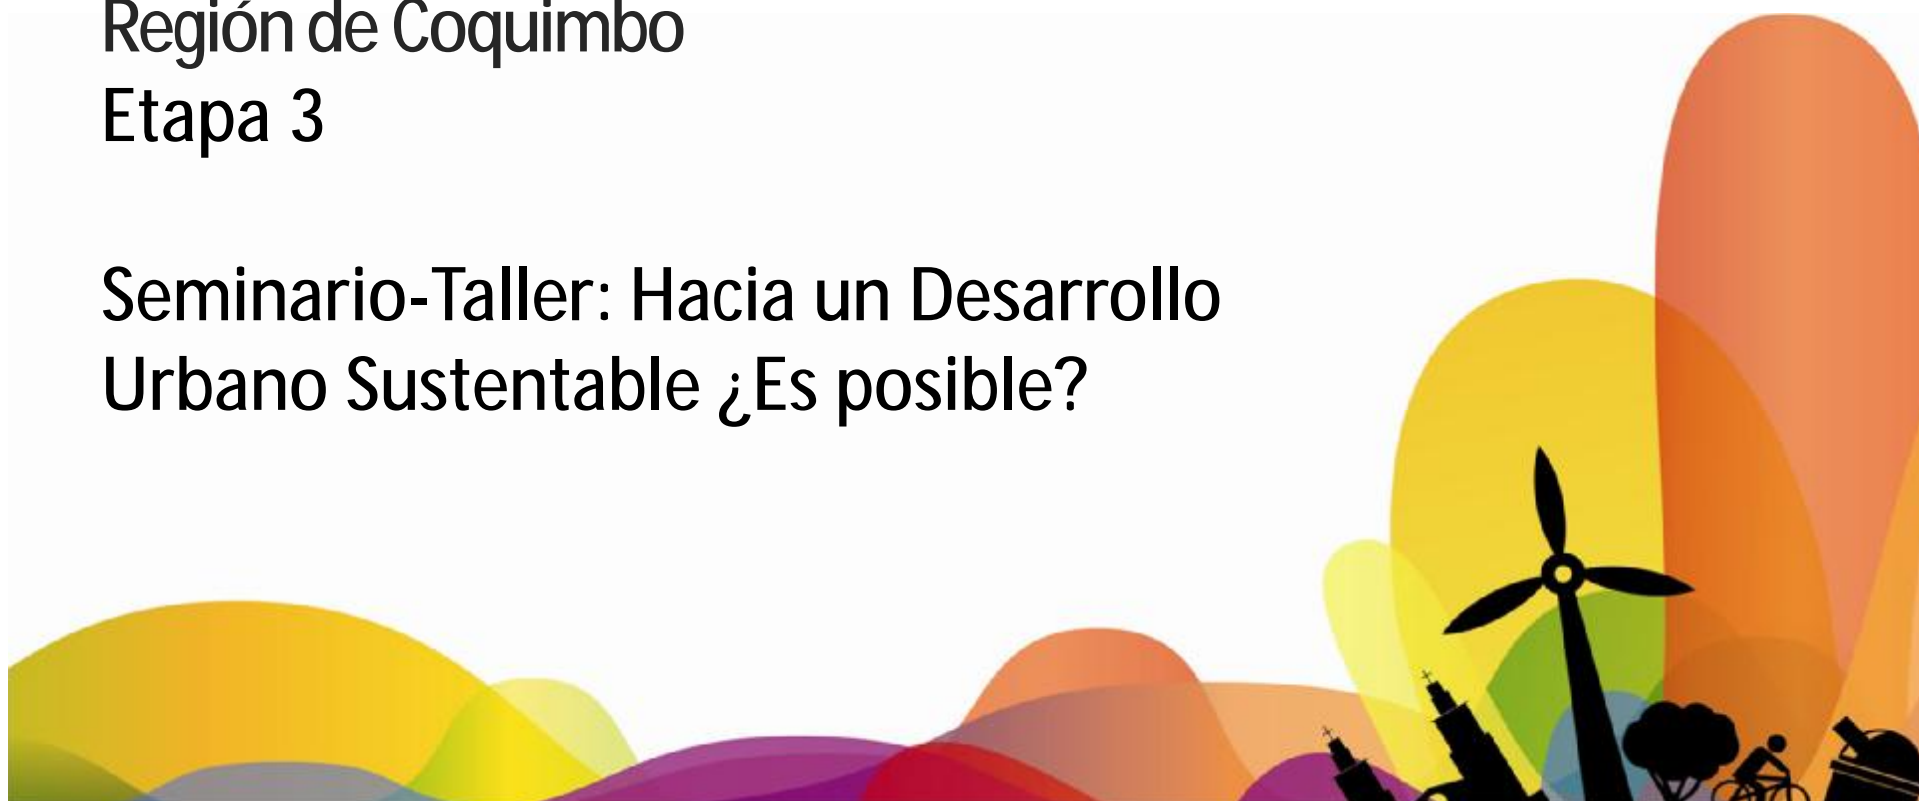 Región de Coquimbo
Etapa 3
Seminario-Taller: Hacia un Desarrollo
Urbano Sustentable ¿Es posible?